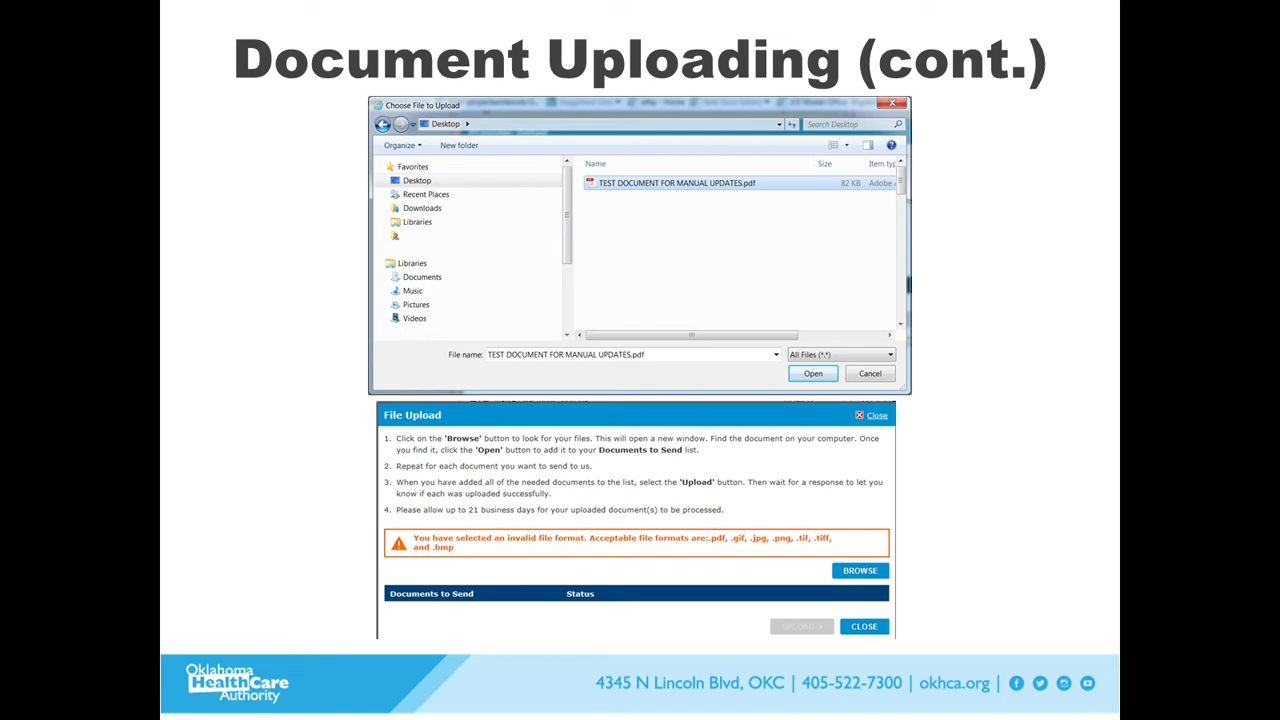 Document Uploading (cont.)
Choose File to Upload
Desktop
Search Desktop
Organize
New folder
Favorites
Desktop
Recent Places
Downloads
Libraries
Libraries
Documents
Music
Pictures
Videos
Name
Size
Item typ
TEST DOCUMENT FOR MANUAL UPDATES.pdf
82 KB
Adobe
File name:
TEST DOCUMENT FOR MANUAL UPDATES.pdf
All Files (*.*)
Open
Cancel
File Upload
Close
1. Click on the 'Browse' button to look for your files. This will open a new window. Find the document on your computer. Once
you find it, click the 'Open' button to add it to your Documents to Send list.
2. Repeat for each document you want to send to us.
3. When you have added all of the needed documents to the list, select the 'Upload' button. Then wait for a response to let you
know if each was uploaded successfully.
4. Please allow up to 21 business days for your uploaded document(s) to be processed.
You have selected an invalid file format. Acceptable file formats are:.pdf, .gif, .jpg, .png, .tif, .tiff,
and .bmp
BROWSE
Documents to Send
Status
UPLOAD
CLOSE
Oklahoma
HealthCare
Authority
4345 N Lincoln Blvd, OKC | 405-522-7300 | okhca.org |